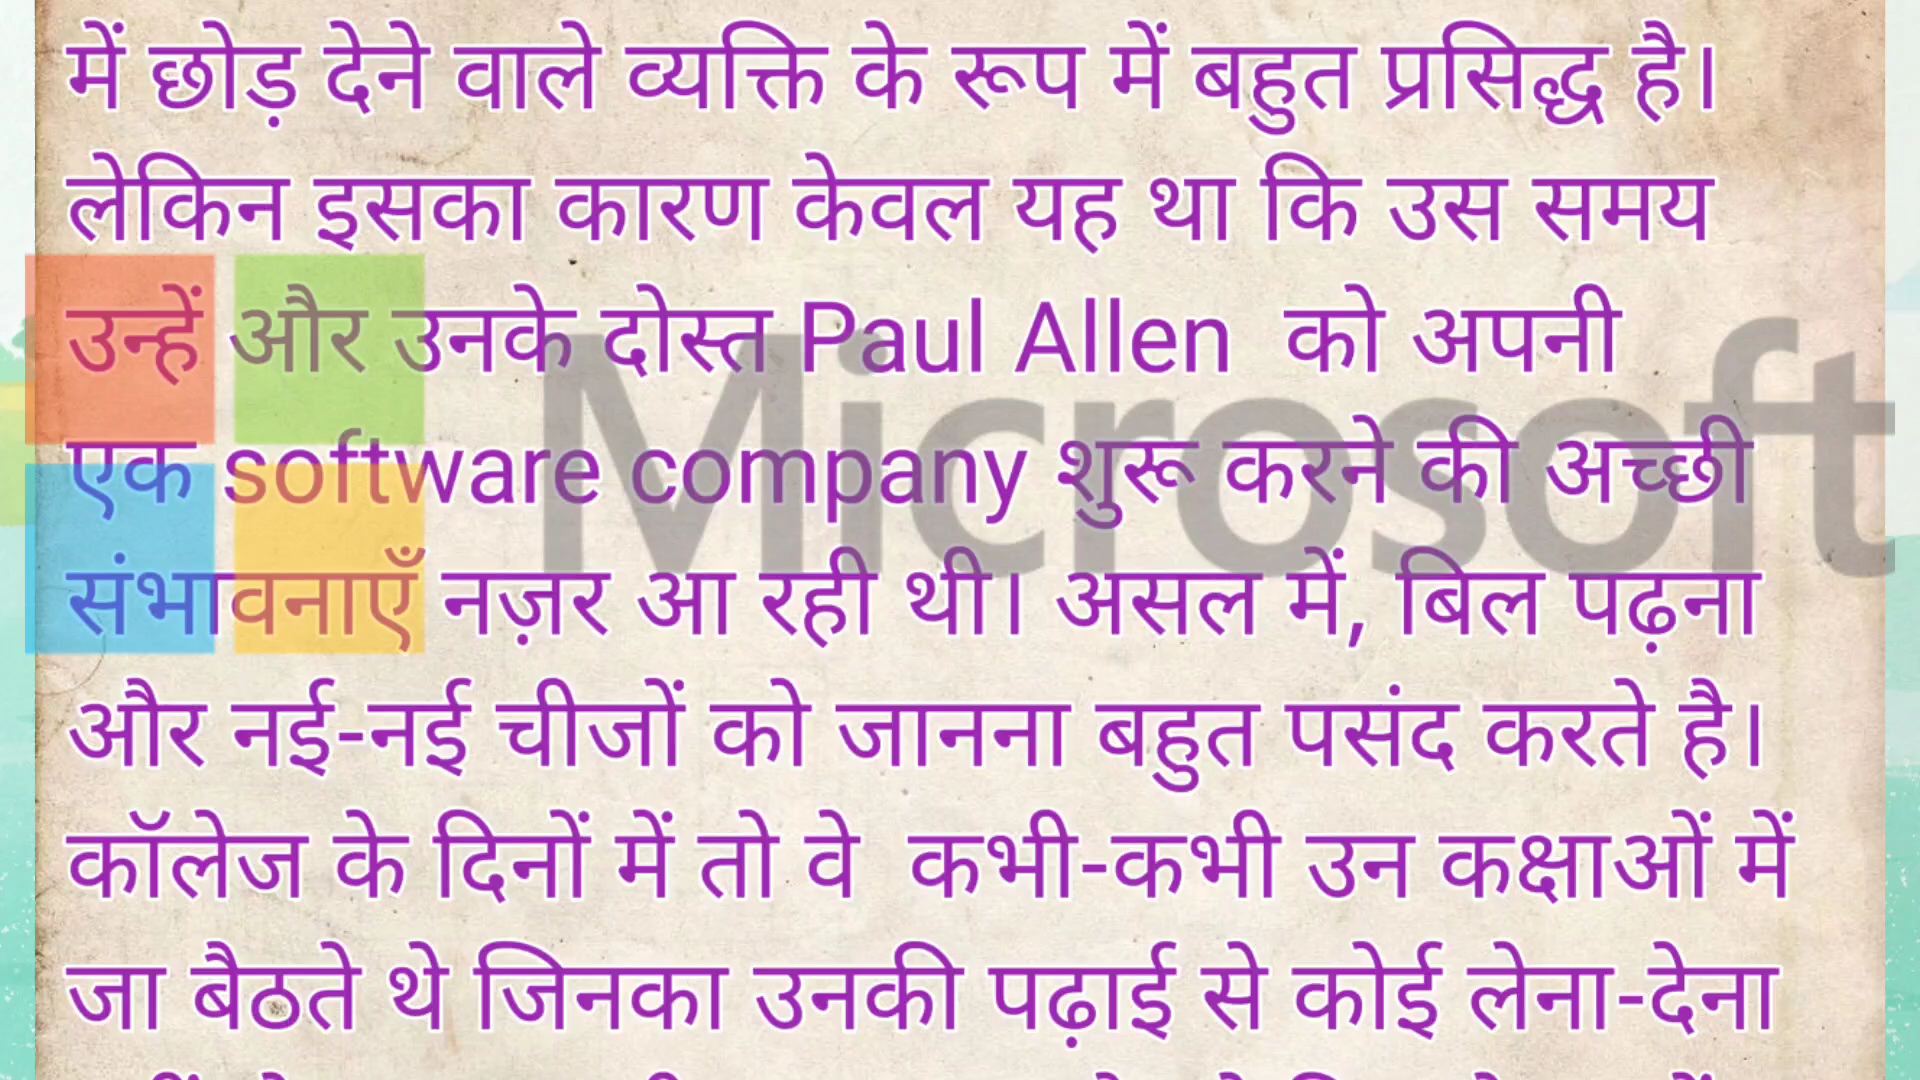 में छोड़ देने वाले व्यक्ति के रूप में बहुत प्रसिद्ध है।
लेकिन इसका कारण केवल यह था कि उस समय
उन्हें और उनके दोस्त Paul Allen  को अपनी
एक software company शुरू करने की अच्छी
संभावनाएँ नज़र आ रही थी। असल में, बिल पढ़ना
और नई-नई चीजों को जानना बहुत पसंद करते है।
कॉलेज के दिनों में तो वे  कभी-कभी उन कक्षाओं में
जा बैठते थे जिनका उनकी पढ़ाई से कोई लेना-देना
Microsoft